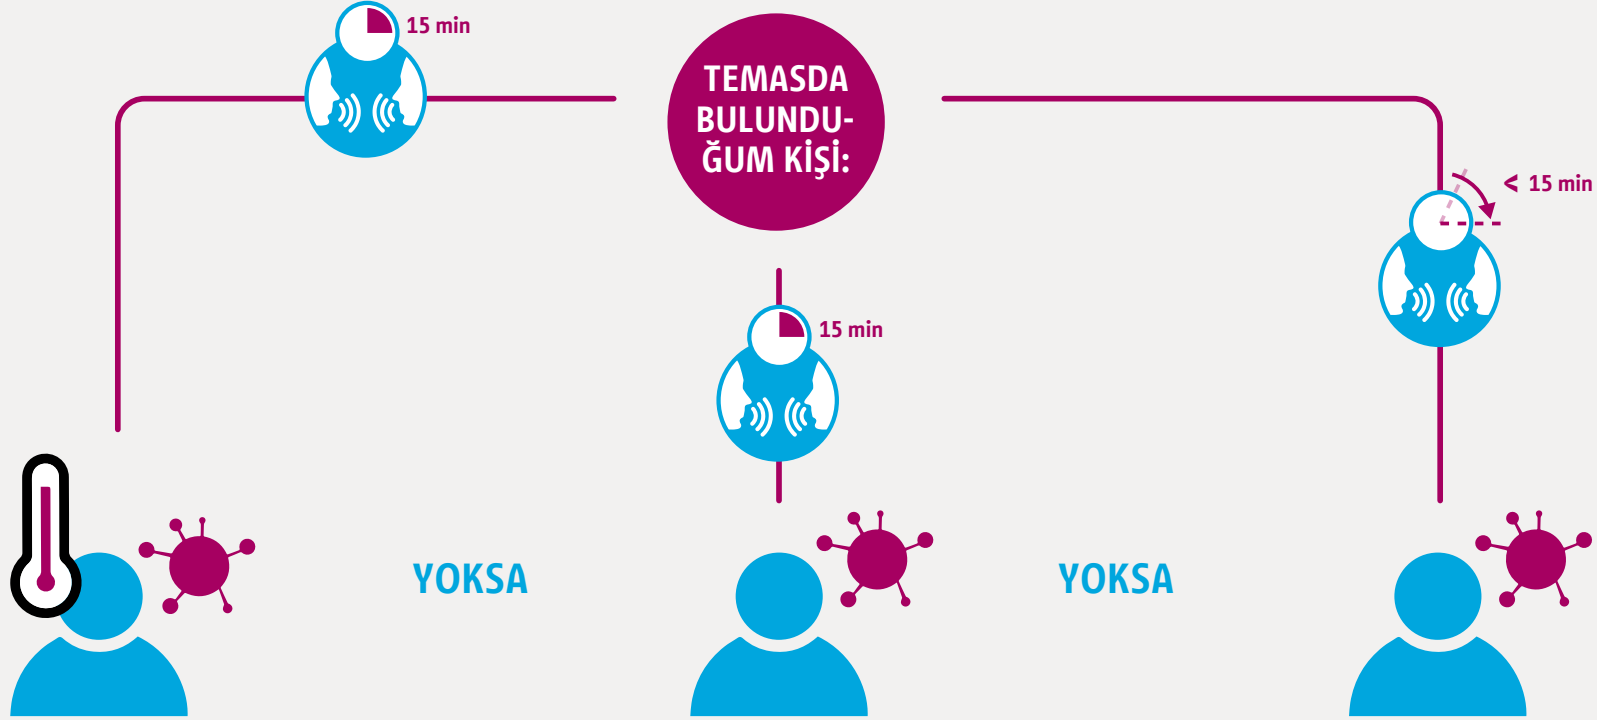 15 min
TEMASDA
BULUNDU-
ĞUM KİŞİ:
< 15 min
15 min
YOKSA
YOKSA